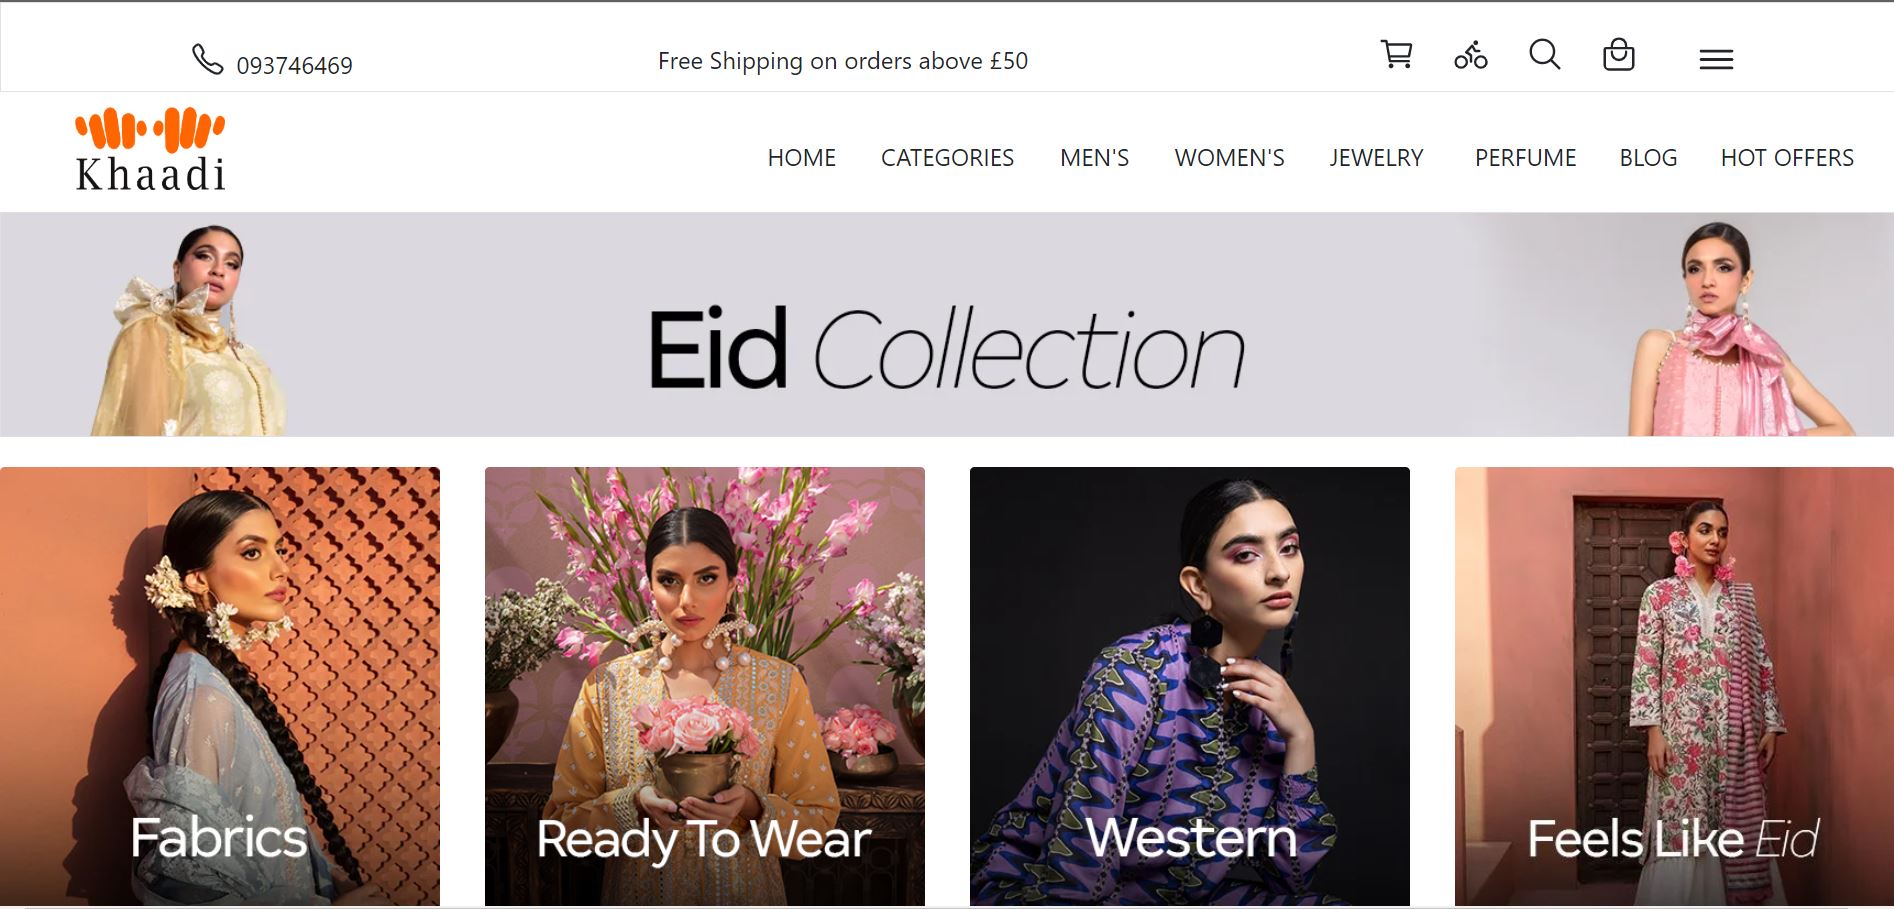 093746469
Free Shipping on orders above £50
Khaadi
HOME CATEGORIES MEN'S WOMEN'S JEWELRY PERFUME BLOG HOT OFFERS
Eid Collection
Fabrics
Ready To Wear
Western
Feels Like Eid